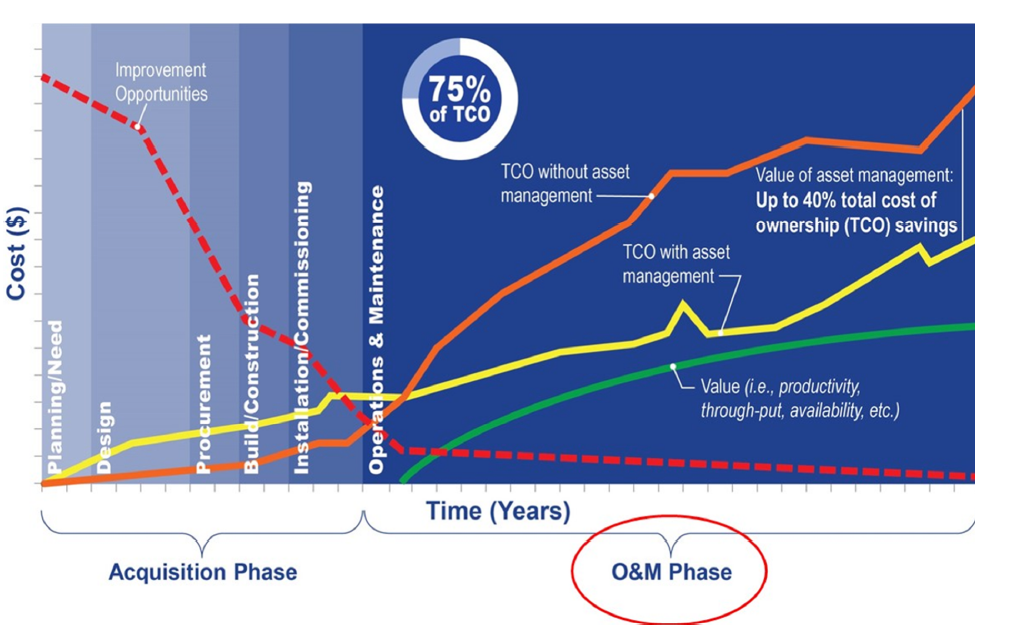 Improvement
Opportunities
75%
of TCO
TCO without asset
management
Value of asset management:
Up to 40% total cost of
ownership (TCO) savings
TCO with asset
management
Value (i.e., productivity,
through-put, availability, etc.)
Cost ($)
Planning/Need
Design
Procurement
Build/Construction
Installation/Commissioning
Operations & Maintenance
Time (Years)
Acquisition Phase
O&M Phase